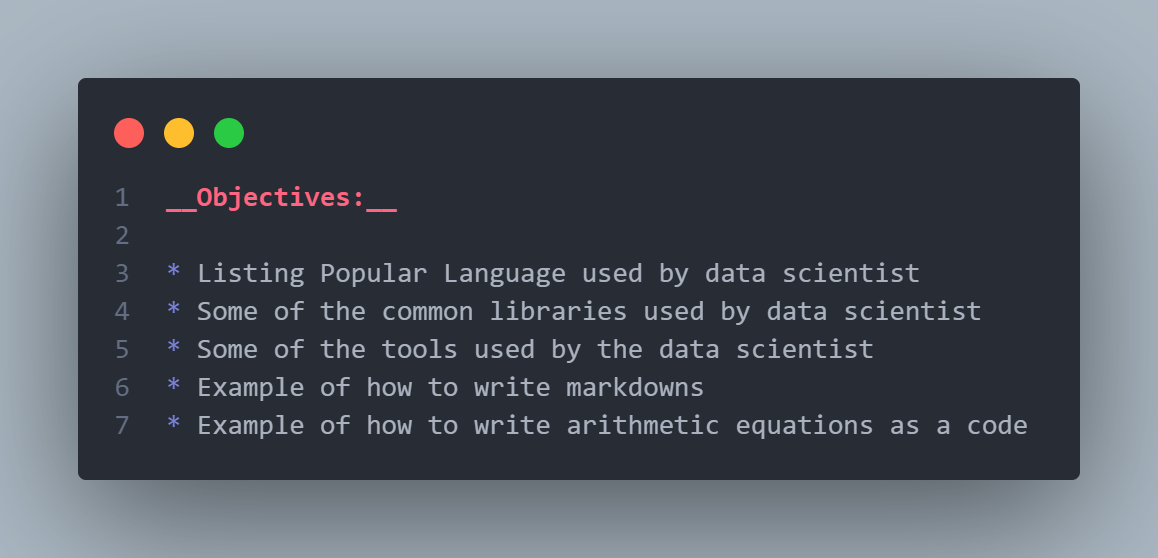 1 __Objectives:__
2
3 * Listing Popular Language used by data scientist
4 * Some of the common libraries used by data scientist
5 * Some of the tools used by the data scientist
6 * Example of how to write markdowns
7 * Example of how to write arithmetic equations as a code